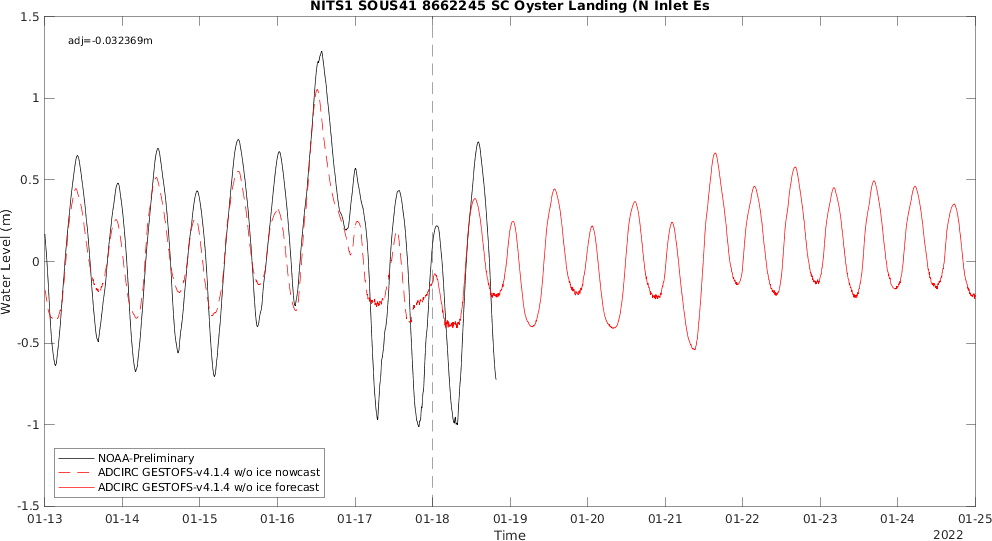 NITS1 SOUS41 8662245 SC Oyster Landing (N Inlet Es
adj=-0.032369m
1.5
1
0.5
0
-0.5
-1
-1.5
Water Level (m)
NOAA-Preliminary
ADCIRC GESTOFS-v4.1.4 w/o ice nowcast
ADCIRC GESTOFS-v4.1.4 w/o ice forecast
01-13 01-14 01-15 01-16 01-17 01-18 01-19 01-20 01-21 01-22 01-23 01-24 01-25
Time
2022